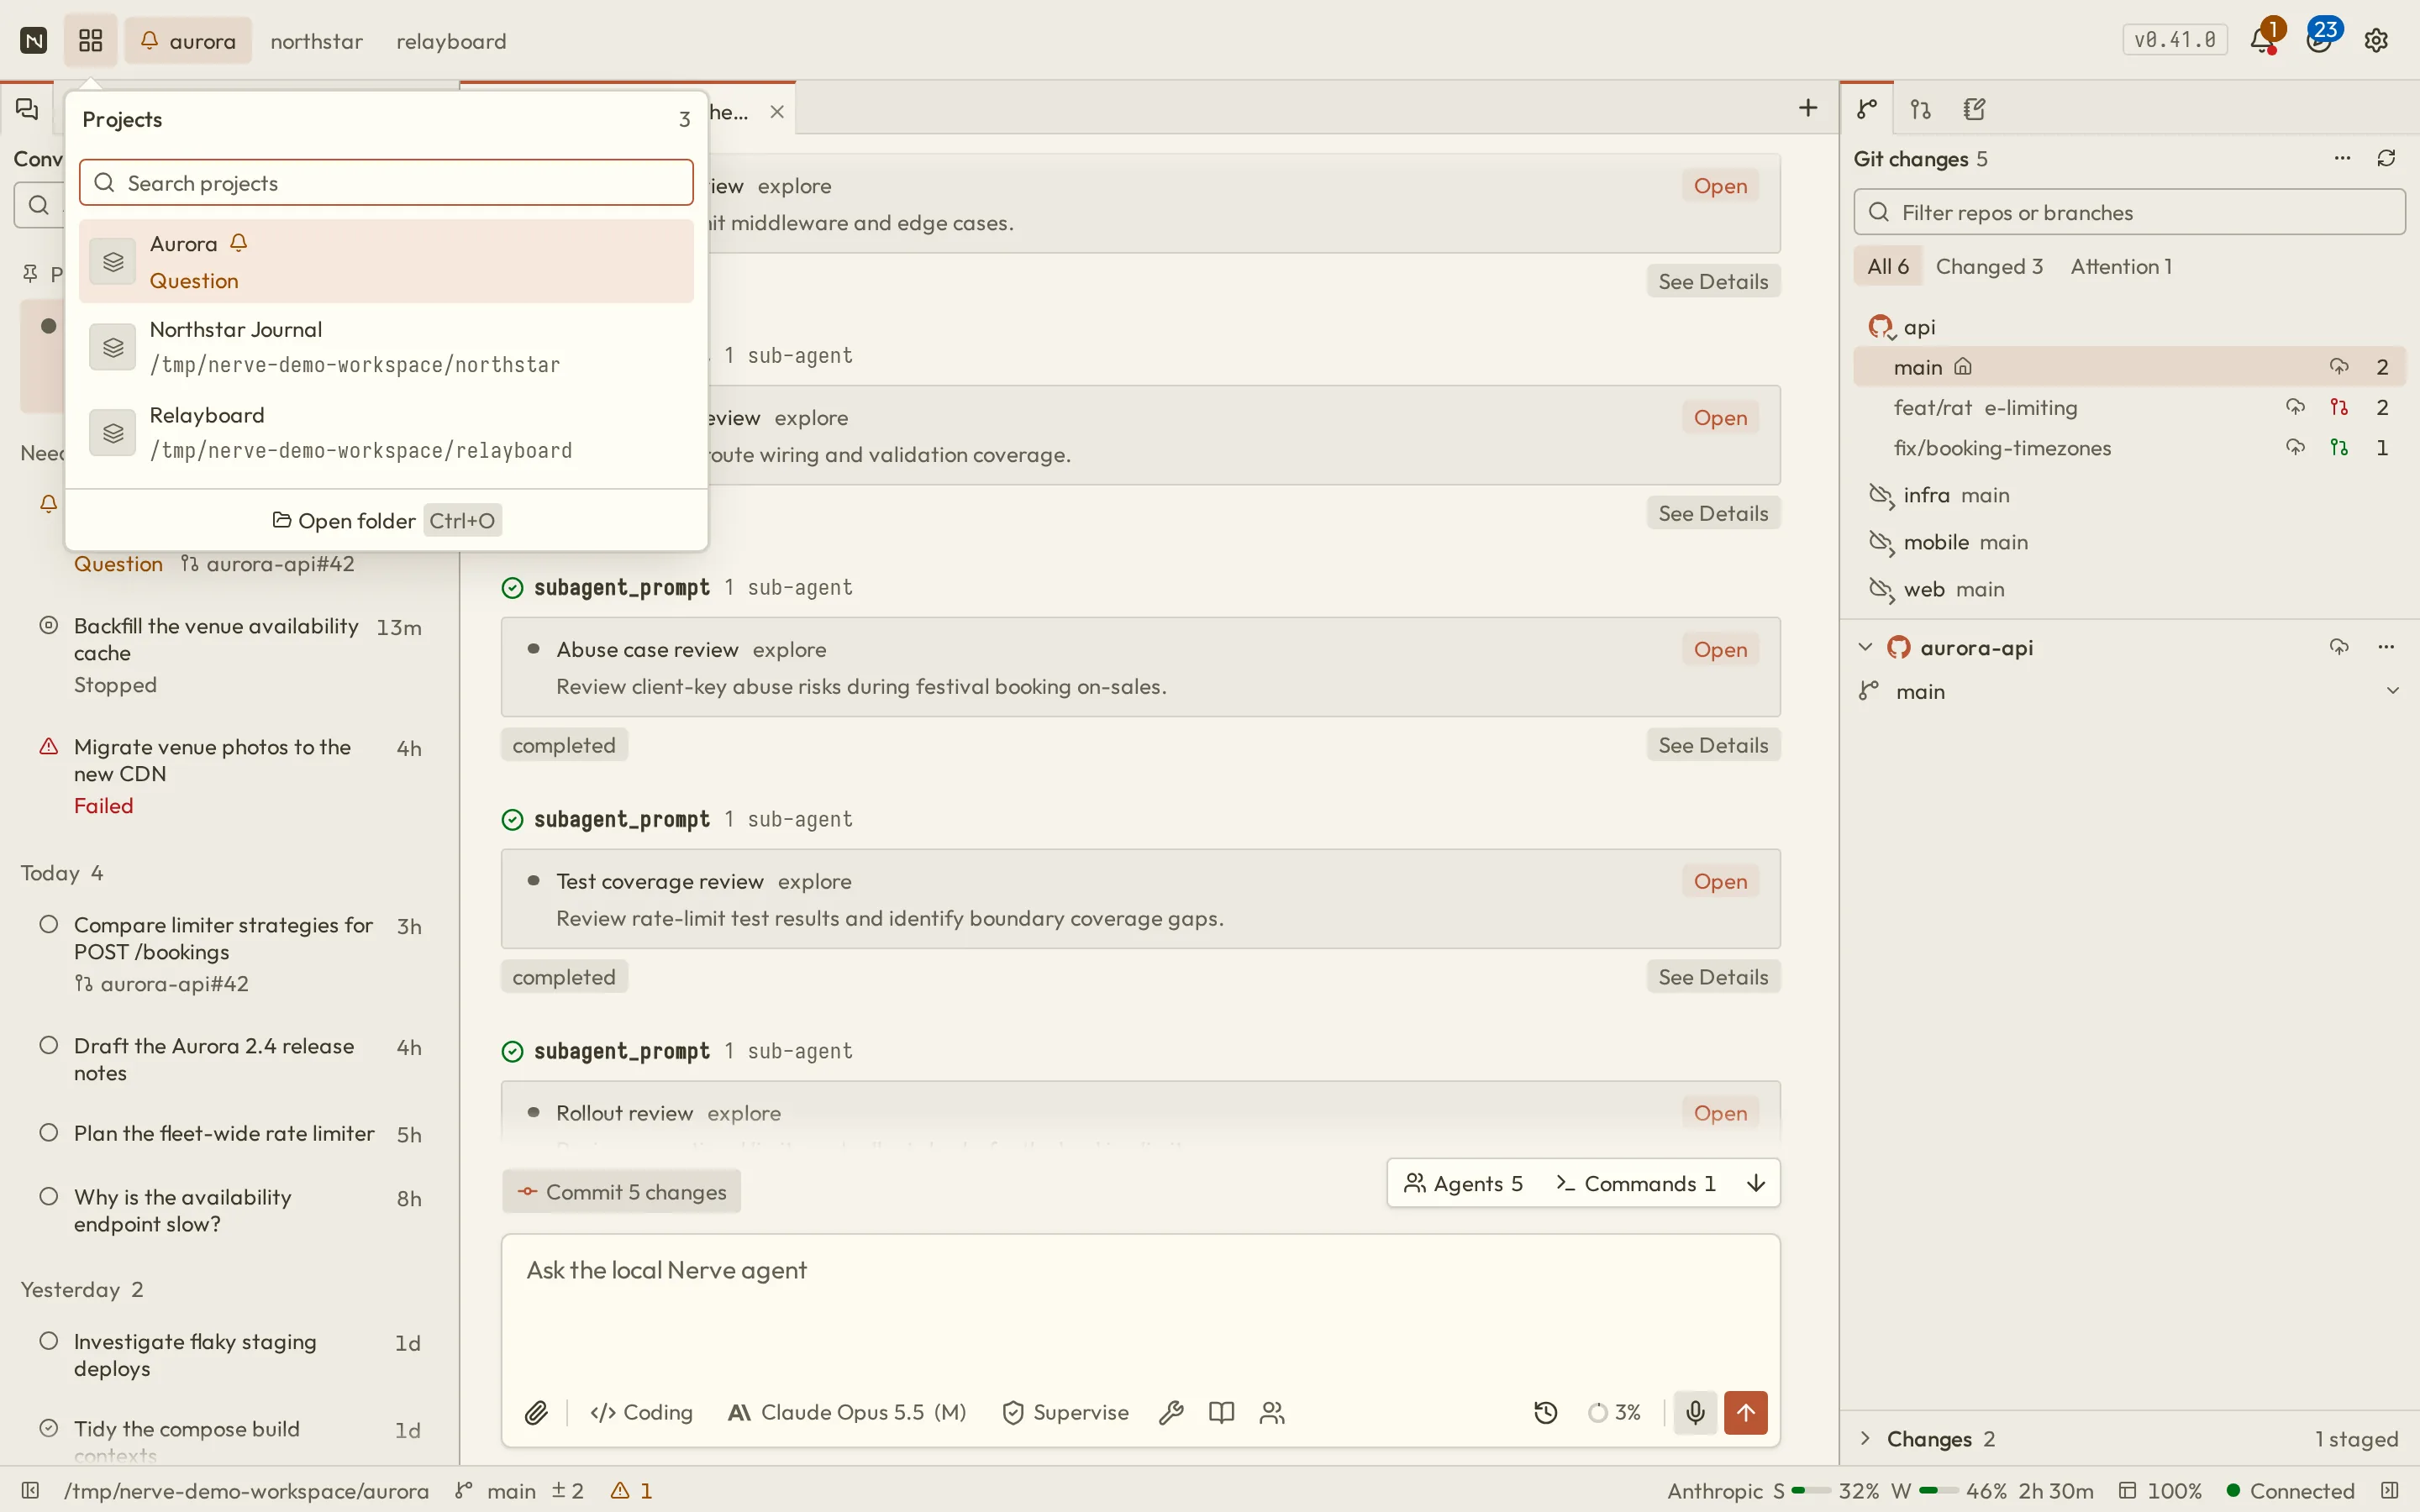 aurora northstar relayboard v0.41.0 1 23
Projects 3
Search projects
Aurora
Question
Northstar Journal
/tmp/nerve-demo-workspace/northstar
Relayboard
/tmp/nerve-demo-workspace/relayboard
Open folder Ctrl+O
Conv
P
Need
Question aurora-api#42
Backfill the venue availability 13m
cache
Stopped
Migrate venue photos to the 4h
new CDN
Failed
Today 4
Compare limiter strategies for 3h
POST /bookings
aurora-api#42
Draft the Aurora 2.4 release 4h
notes
Plan the fleet-wide rate limiter 5h
Why is the availability 8h
endpoint slow?
Yesterday 2
Investigate flaky staging 1d
deploys
Tidy the compose build 1d
contexts
he...
iew explore Open
it middleware and edge cases.
See Details
1 sub-agent
eview explore Open
route wiring and validation coverage.
See Details
subagent_prompt 1 sub-agent
Abuse case review explore Open
Review client-key abuse risks during festival booking on-sales.
completed See Details
subagent_prompt 1 sub-agent
Test coverage review explore Open
Review rate-limit test results and identify boundary coverage gaps.
completed See Details
subagent_prompt 1 sub-agent
Rollout review explore Open
Commit 5 changes
Agents 5 Commands 1
Ask the local Nerve agent
Coding Claude Opus 5.5 (M) Supervise 3%
Git changes 5
Filter repos or branches
All 6 Changed 3 Attention 1
api
main 2
feat/rat e-limiting 2
fix/booking-timezones 1
infra main
mobile main
web main
aurora-api
main
Changes 2 1 staged
/tmp/nerve-demo-workspace/aurora main ±2 1
Anthropic S 32% W 46% 2h 30m 100% Connected